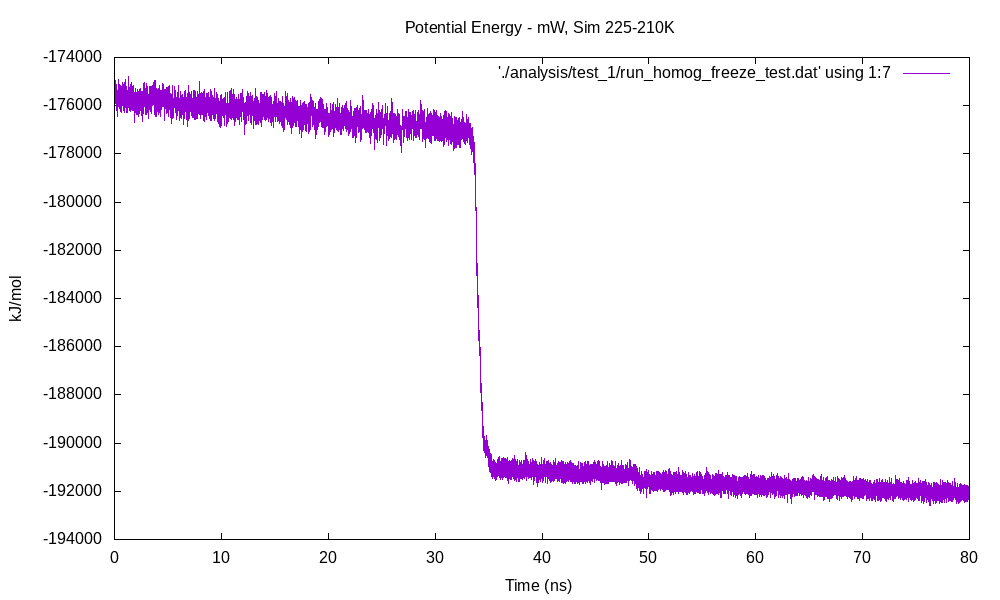 Potential Energy - mW, Sim 225-210K
'./analysis/test_1/run_homog_freeze_test.dat' using 1:7
-174000
-176000
-178000
-180000
-182000
-184000
-186000
-188000
-190000
-192000
-194000
kJ/mol
0 10 20 30 40 50 60 70 80
Time (ns)